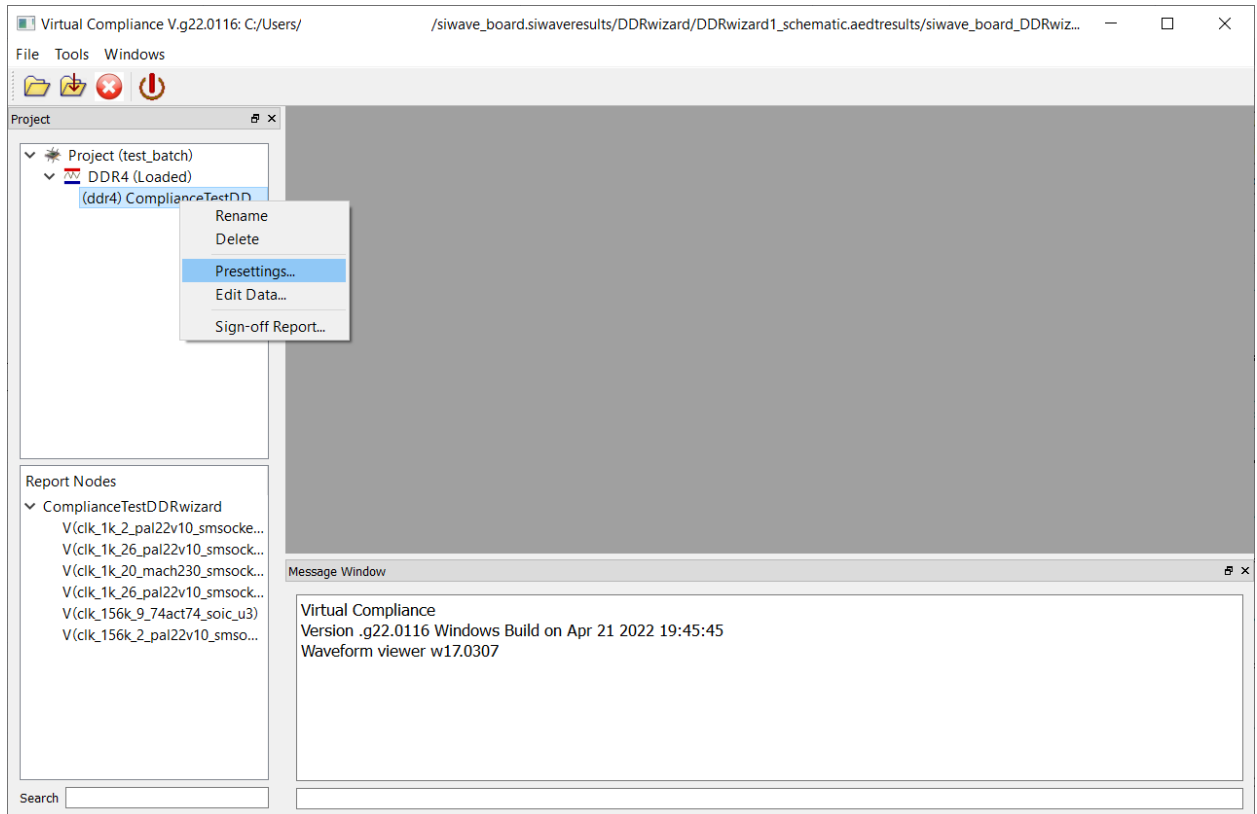 Virtual Compliance V.g22.0116: C:/Users/ /siwave_board.siwaveresults/DDRwizard/DDRwizard1_schematic.aedtresults/siwave_board_DDRwiz...
File Tools Windows
Project
Project (test_batch)
DDR4 (Loaded)
(ddr4) ComplianceTestDD
Rename
Delete
Presettings...
Edit Data...
Sign-off Report...
Report Nodes
ComplianceTestDDRwizard
V(clk_1k_2_pal22v10_smsocke...
V(clk_1k_26_pal22v10_smsock...
V(clk_1k_20_mach230_smsock...
V(clk_1k_26_pal22v10_smsock...
V(clk_156k_9_74act74_soic_u3)
V(clk_156k_2_pal22v10_smso...
Search
Message Window
Virtual Compliance
Version .g22.0116 Windows Build on Apr 21 2022 19:45:45
Waveform viewer w17.0307